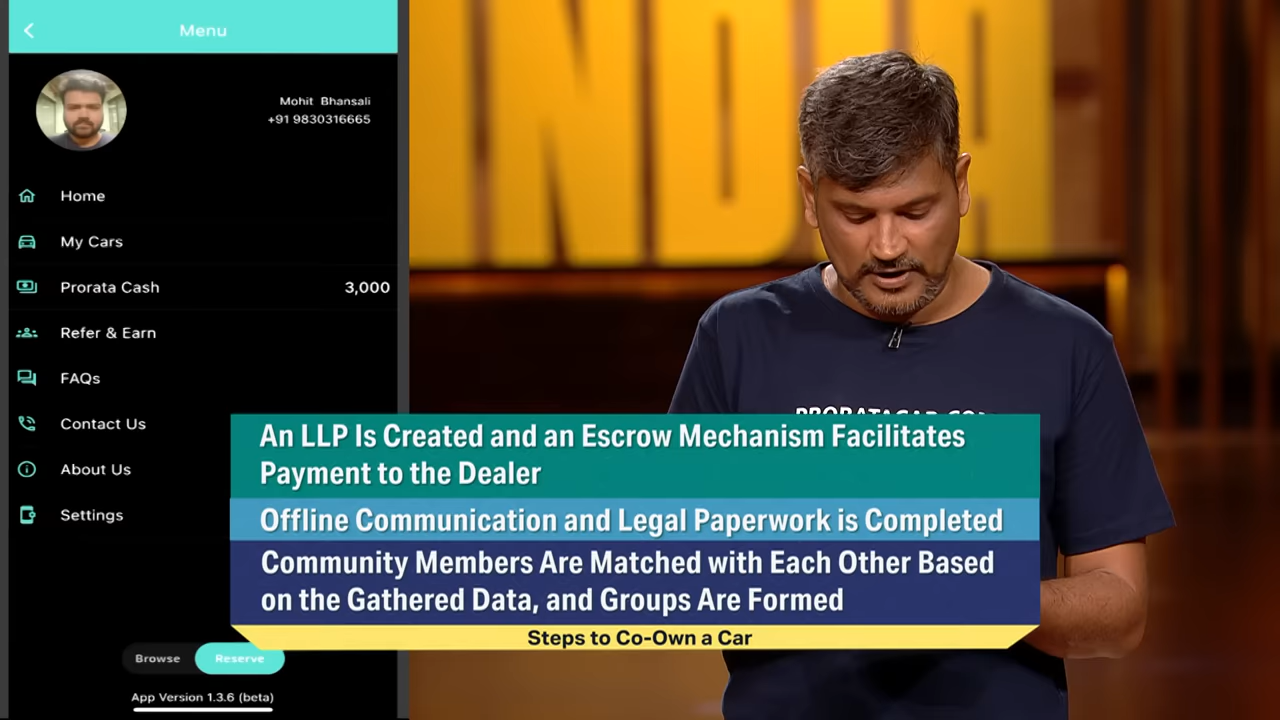 Menu
Mohit Bhansali
+91 9830316665
Home
My Cars
Prorata Cash 3,000
Refer & Earn
FAQs
Contact Us
About Us
Settings
Browse Reserve
App Version 1.3.6 (beta)
INDIA
An LLP Is Created and an Escrow Mechanism Facilitates
Payment to the Dealer
Offline Communication and Legal Paperwork is Completed
Community Members Are Matched with Each Other Based
on the Gathered Data, and Groups Are Formed
Steps to Co-Own a Car